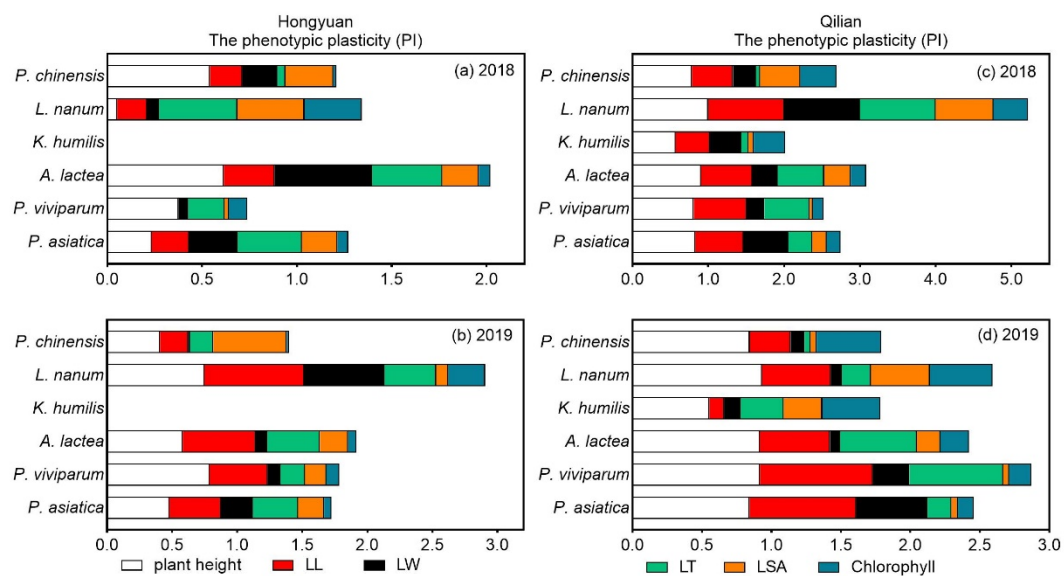 Hongyuan
The phenotypic plasticity (PI)
(a) 2018
P. chinensis
L. nanum
K. humilis
A. lactea
P. viviparum
P. asiatica
0.0 0.5 1.0 1.5 2.0
Qilian
The phenotypic plasticity (PI)
(c) 2018
P. chinensis
L. nanum
K. humilis
A. lactea
P. viviparum
P. asiatica
0.0 1.0 2.0 3.0 4.0 5.0
(b) 2019
P. chinensis
L. nanum
K. humilis
A. lactea
P. viviparum
P. asiatica
0.0 0.5 1.0 1.5 2.0 2.5 3.0
(d) 2019
P. chinensis
L. nanum
K. humilis
A. lactea
P. viviparum
P. asiatica
0.0 0.5 1.0 1.5 2.0 2.5 3.0
plant height LL LW LT LSA Chlorophyll